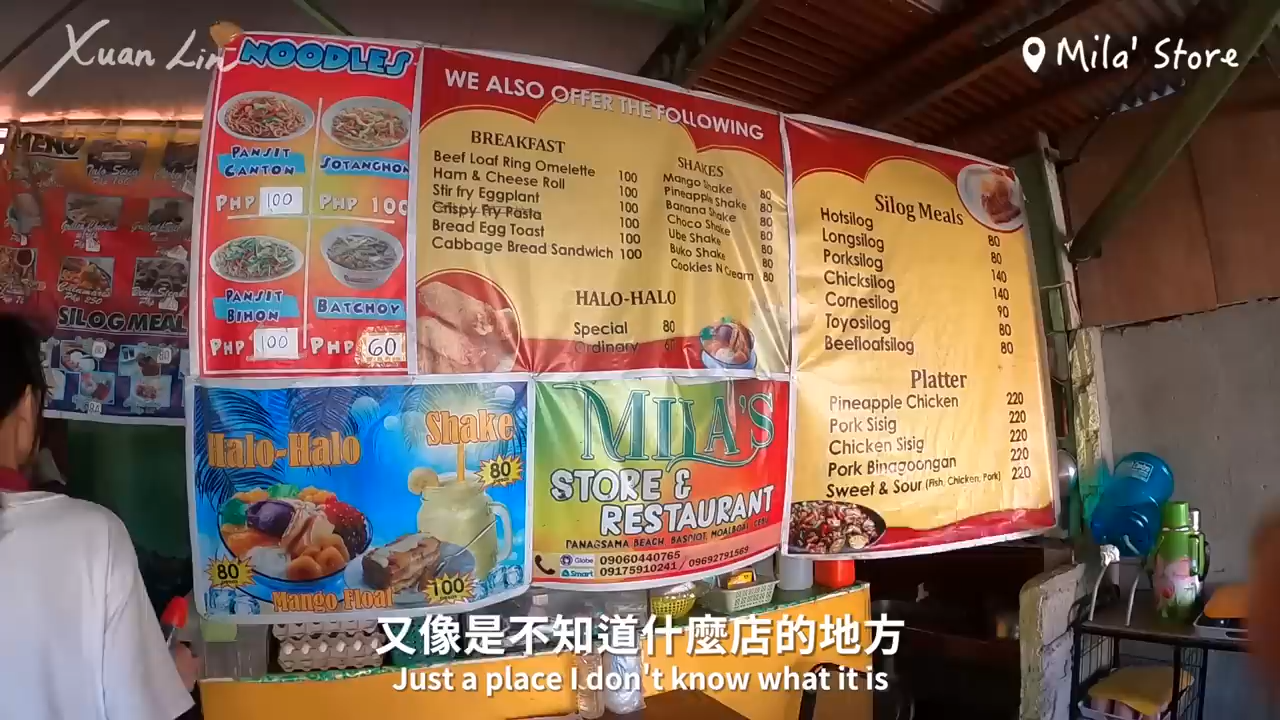 Xuan Lin
Mila' Store
MENU
SILOG MEAL
NOODLES
PANSIT CANTON
PHP 100
SOTANGHON
PHP 100
PANSIT BIHON
PHP 100
BATCHOY
PHP 60
WE ALSO OFFER THE FOLLOWING
BREAKFAST
Beef Loaf Ring Omelette 100
Ham & Cheese Roll 100
Stir fry Eggplant 100
Crispy Fry Pasta 100
Bread Egg Toast 100
Cabbage Bread Sandwich 100
SHAKES
Mango Shake 80
Pineapple Shake 80
Banana Shake 80
Choco Shake 80
Ube Shake 80
Buko Shake 80
Cookies N Cream 80
HALO-HALO
Special 80
Ordinary
Silog Meals
Hotsilog 80
Longsilog 80
Porksilog 140
Chicksilog 140
Cornesilog 90
Toyosilog 80
Beefloafsilog 80
Platter
Pineapple Chicken 220
Pork Sisig 220
Chicken Sisig 220
Pork Binagoongan 220
Sweet & Sour (Fish, Chicken, Pork) 220
Halo-Halo
80
Shake
80
Mango Float
100
MILA'S
STORE &
RESTAURANT
PANAGSAMA BEACH, BASDIOT, MOALBOAL, CEBU
Globe 09060440765
Smart 09175910241 / 09692791569
又像是不知道什麼店的地方
Just a place I don't know what it is